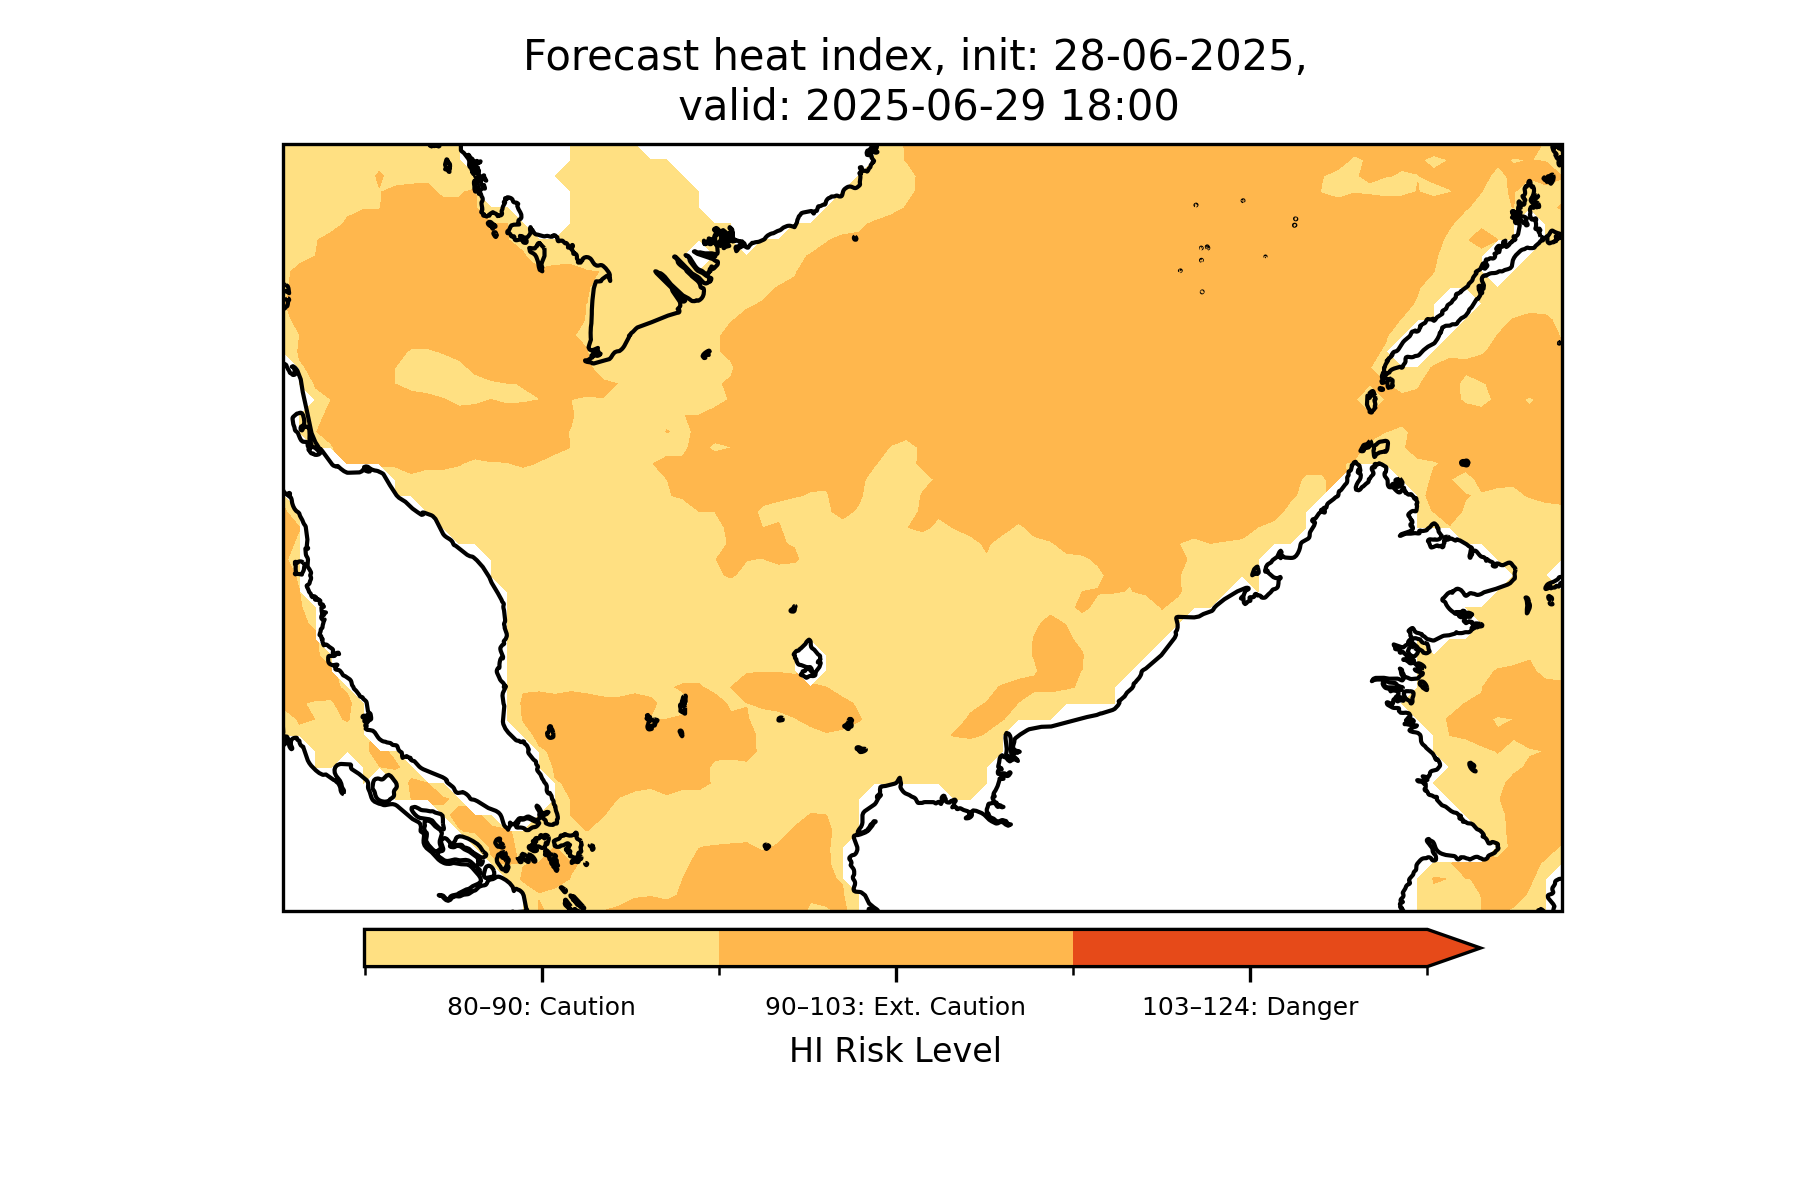 Forecast heat index, init: 28-06-2025,
valid: 2025-06-29 18:00
80–90: Caution
90–103: Ext. Caution
103–124: Danger
HI Risk Level